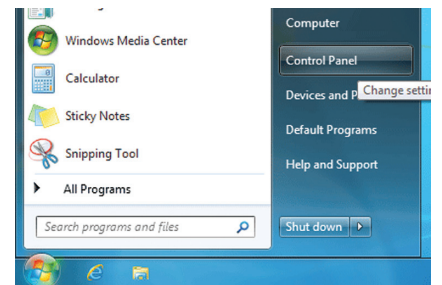 Windows Media Center
Calculator
Sticky Notes
Snipping Tool
All Programs
Search programs and files
Computer
Control Panel
Devices and P
Change settin
Default Programs
Help and Support
Shut down